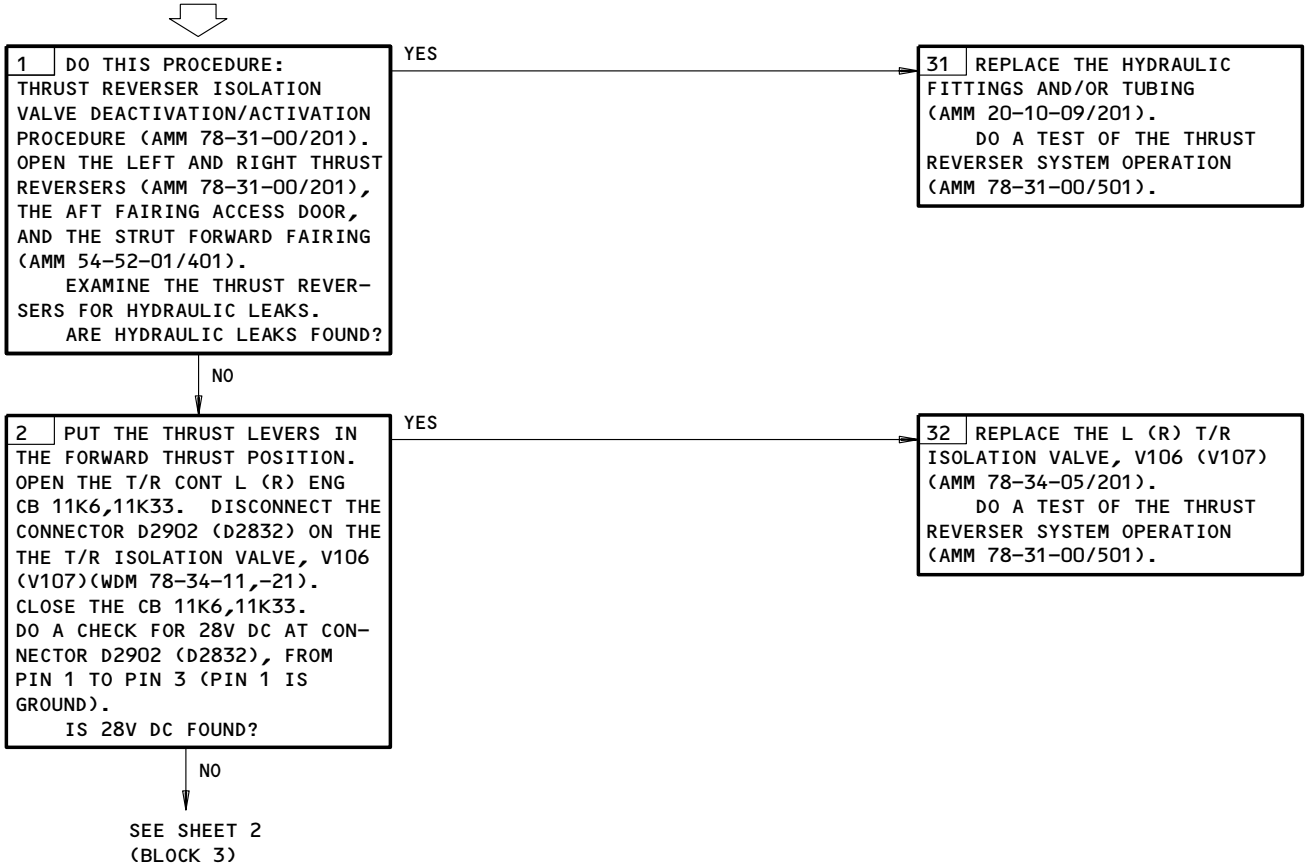 1 DO THIS PROCEDURE:
THRUST REVERSER ISOLATION
VALVE DEACTIVATION/ACTIVATION
PROCEDURE (AMM 78-31-00/201).
OPEN THE LEFT AND RIGHT THRUST
REVERSERS (AMM 78-31-00/201),
THE AFT FAIRING ACCESS DOOR,
AND THE STRUT FORWARD FAIRING
(AMM 54-52-01/401).
EXAMINE THE THRUST REVER-
SERS FOR HYDRAULIC LEAKS.
ARE HYDRAULIC LEAKS FOUND?
YES
31 REPLACE THE HYDRAULIC
FITTINGS AND/OR TUBING
(AMM 20-10-09/201).
DO A TEST OF THE THRUST
REVERSER SYSTEM OPERATION
(AMM 78-31-00/501).
NO
2 PUT THE THRUST LEVERS IN
THE FORWARD THRUST POSITION.
OPEN THE T/R CONT L (R) ENG
CB 11K6,11K33. DISCONNECT THE
CONNECTOR D2902 (D2832) ON THE
THE T/R ISOLATION VALVE, V106
(V107)(WDM 78-34-11,-21).
CLOSE THE CB 11K6,11K33.
DO A CHECK FOR 28V DC AT CON-
NECTOR D2902 (D2832), FROM
PIN 1 TO PIN 3 (PIN 1 IS
GROUND).
IS 28V DC FOUND?
YES
32 REPLACE THE L (R) T/R
ISOLATION VALVE, V106 (V107)
(AMM 78-34-05/201).
DO A TEST OF THE THRUST
REVERSER SYSTEM OPERATION
(AMM 78-31-00/501).
NO
SEE SHEET 2
(BLOCK 3)